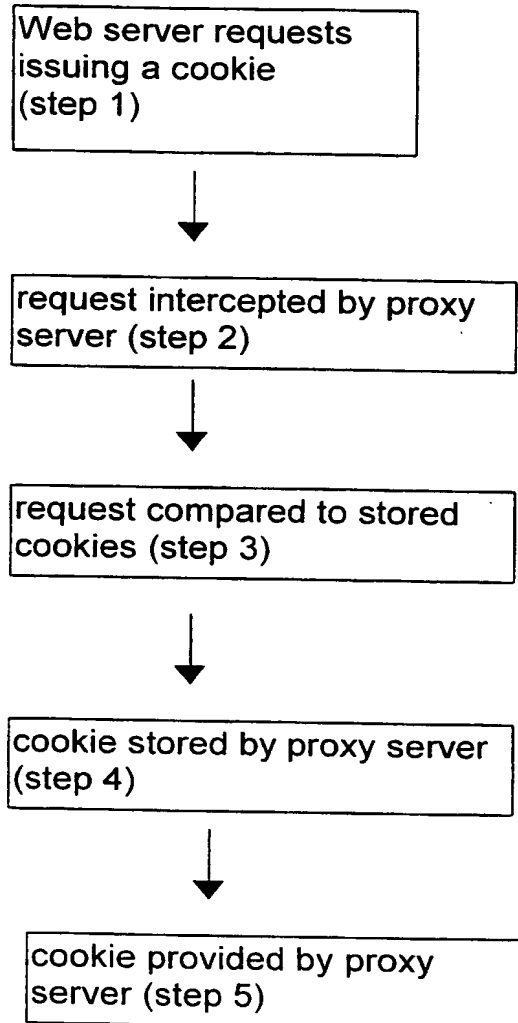 Web server requests
issuing a cookie
(step 1)
request intercepted by proxy
server (step 2)
request compared to stored
cookies (step 3)
cookie stored by proxy server
(step 4)
cookie provided by proxy
server (step 5)